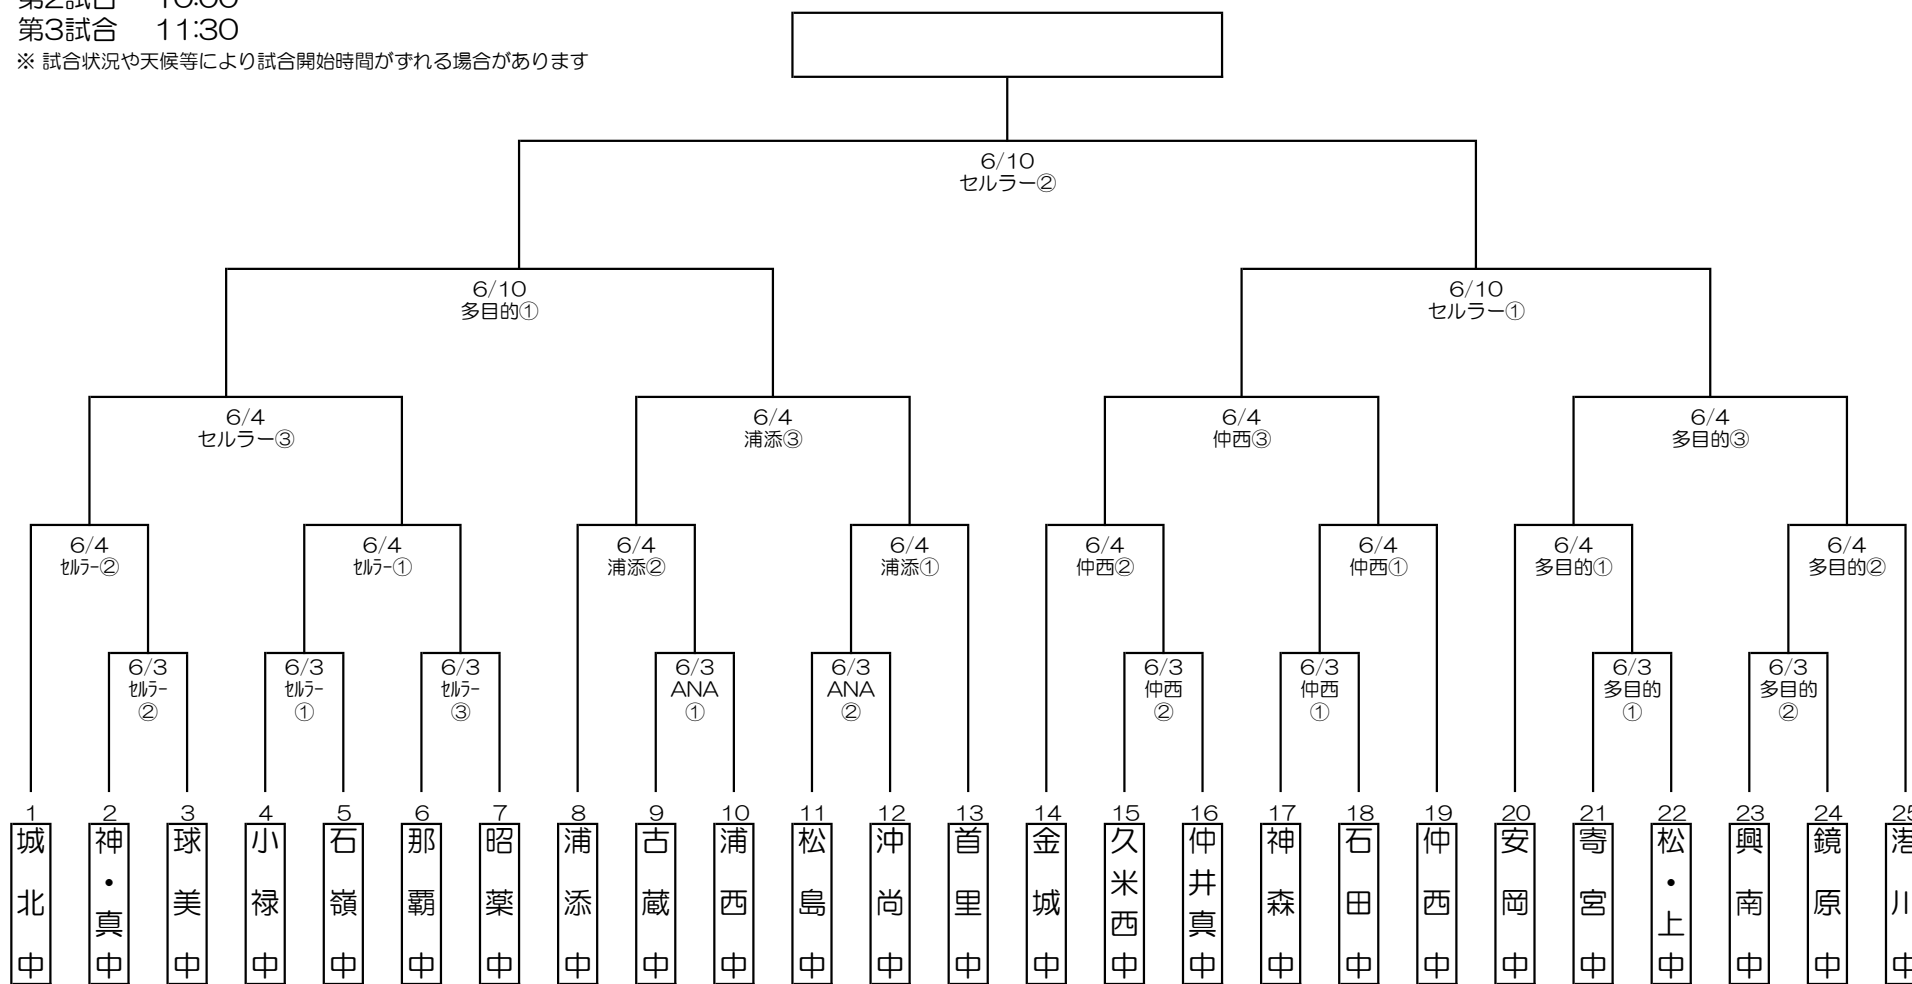 第2試合 10:00
第3試合 11:30
※ 試合状況や天候等により試合開始時間がずれる場合があります
6/10
セルラー②
6/10
多目的①
6/10
セルラー①
6/4
セルラー③
6/4
浦添③
6/4
仲西③
6/4
多目的③
6/4
セルラー②
6/4
セルラー①
6/4
浦添②
6/4
浦添①
6/4
仲西②
6/4
仲西①
6/4
多目的①
6/4
多目的②
6/3
セルラー
②
6/3
セルラー
①
6/3
セルラー
③
6/3
ANA
①
6/3
ANA
②
6/3
仲西
②
6/3
仲西
①
6/3
多目的
①
6/3
多目的
②
1
城北中
2
神・真中
3
球美中
4
小禄中
5
石嶺中
6
那覇中
7
昭薬中
8
浦添中
9
古蔵中
10
浦西中
11
松島中
12
沖尚中
13
首里中
14
金城中
15
久米西中
16
仲井真中
17
神森中
18
石田中
19
仲西中
20
安岡中
21
寄宮中
22
松・上中
23
興南中
24
鏡原中
25
港川中